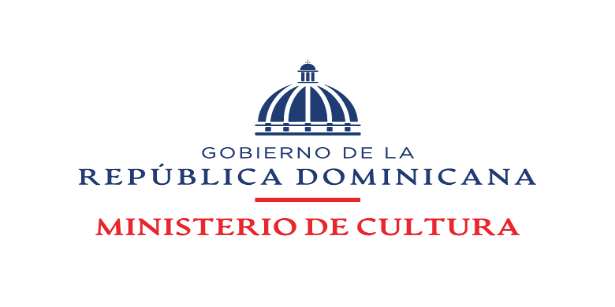 GOBIERNO DE LA
REPÚBLICA DOMINICANA
MINISTERIO DE CULTURA